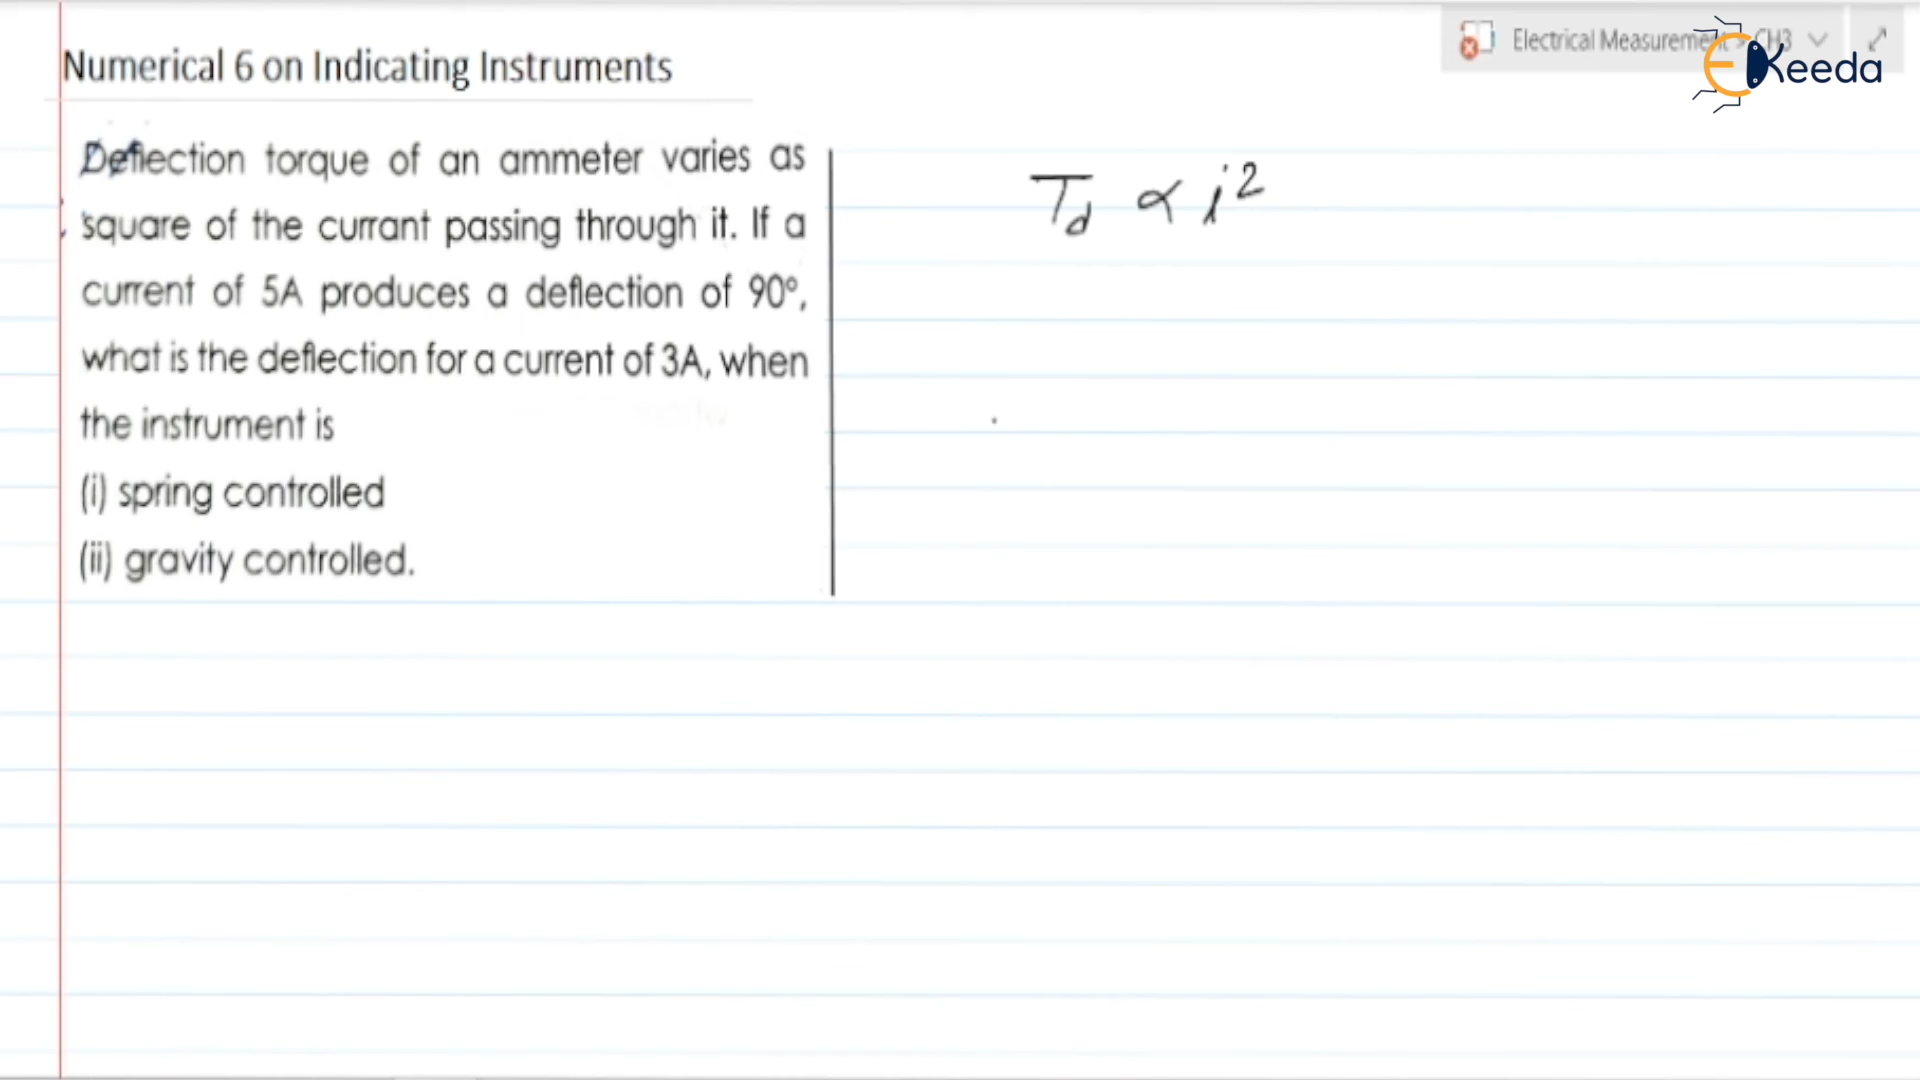 Numerical 6 on Indicating Instruments
Electrical Measurement > CH3
EKeeda
Deflection torque of an ammeter varies as
square of the currant passing through it. If a
current of 5A produces a deflection of 90°,
what is the deflection for a current of 3A, when
the instrument is
(i) spring controlled
(ii) gravity controlled.
Td ∝ i²